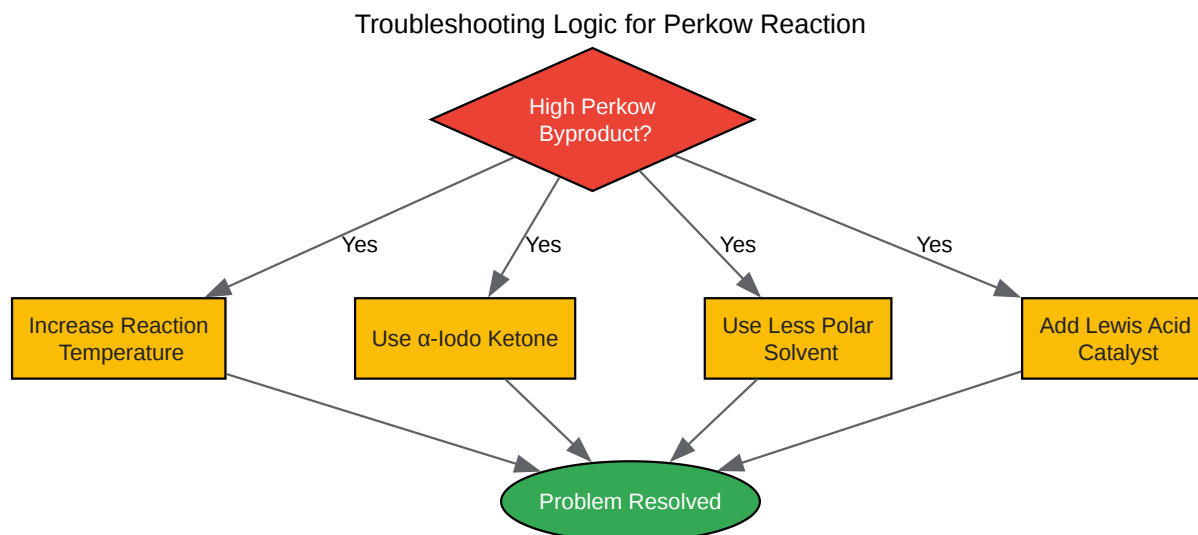 Troubleshooting Logic for Perkow Reaction
High Perkow
Byproduct?
Yes
Yes
Yes
Yes
Increase Reaction
Temperature
Use α-Iodo Ketone
Use Less Polar
Solvent
Add Lewis Acid
Catalyst
Problem Resolved